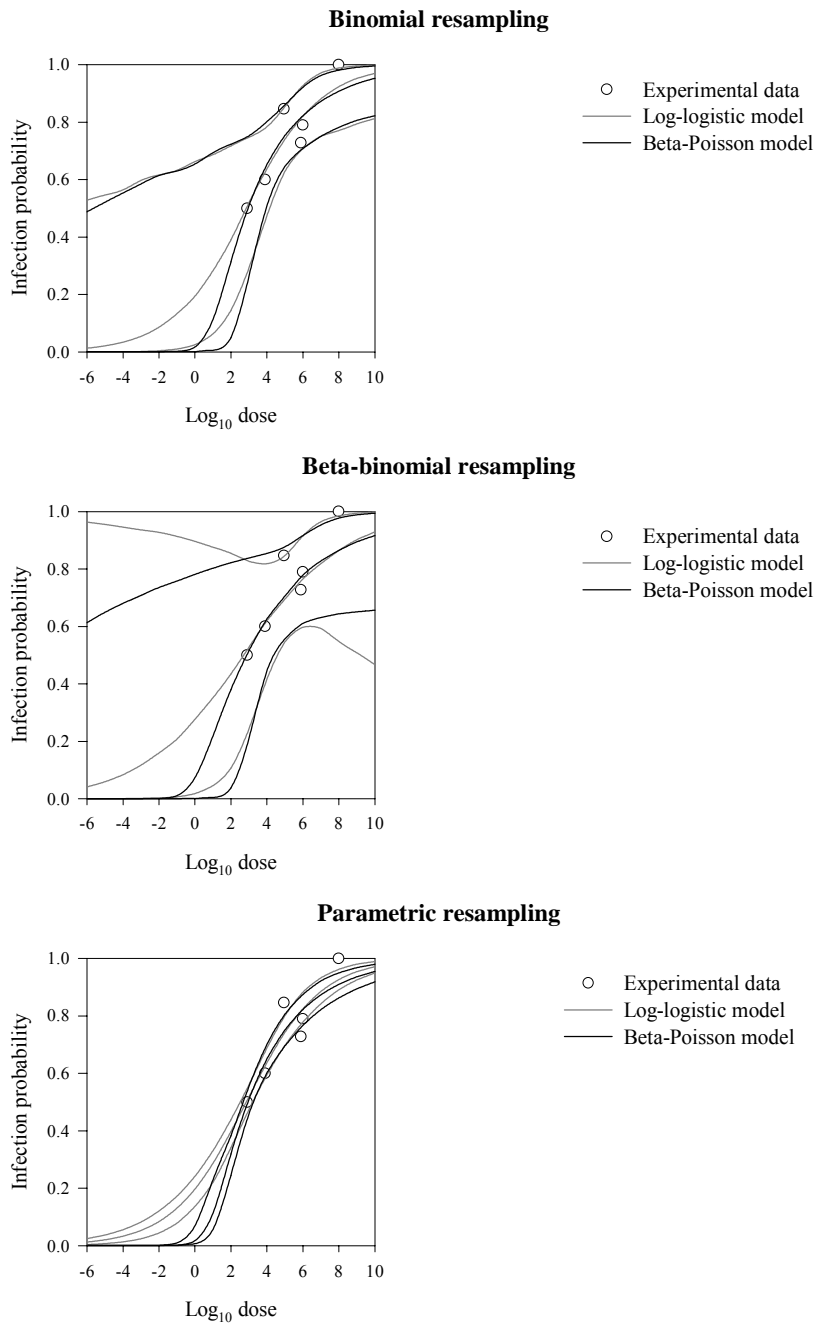 Binomial resampling
1.0
0.8
0.6
0.4
0.2
0.0
Infection probability
-6 -4 -2 0 2 4 6 8 10
Log10 dose
Experimental data
Log-logistic model
Beta-Poisson model
Beta-binomial resampling
1.0
0.8
0.6
0.4
0.2
0.0
Infection probability
-6 -4 -2 0 2 4 6 8 10
Log10 dose
Experimental data
Log-logistic model
Beta-Poisson model
Parametric resampling
1.0
0.8
0.6
0.4
0.2
0.0
Infection probability
-6 -4 -2 0 2 4 6 8 10
Log10 dose
Experimental data
Log-logistic model
Beta-Poisson model